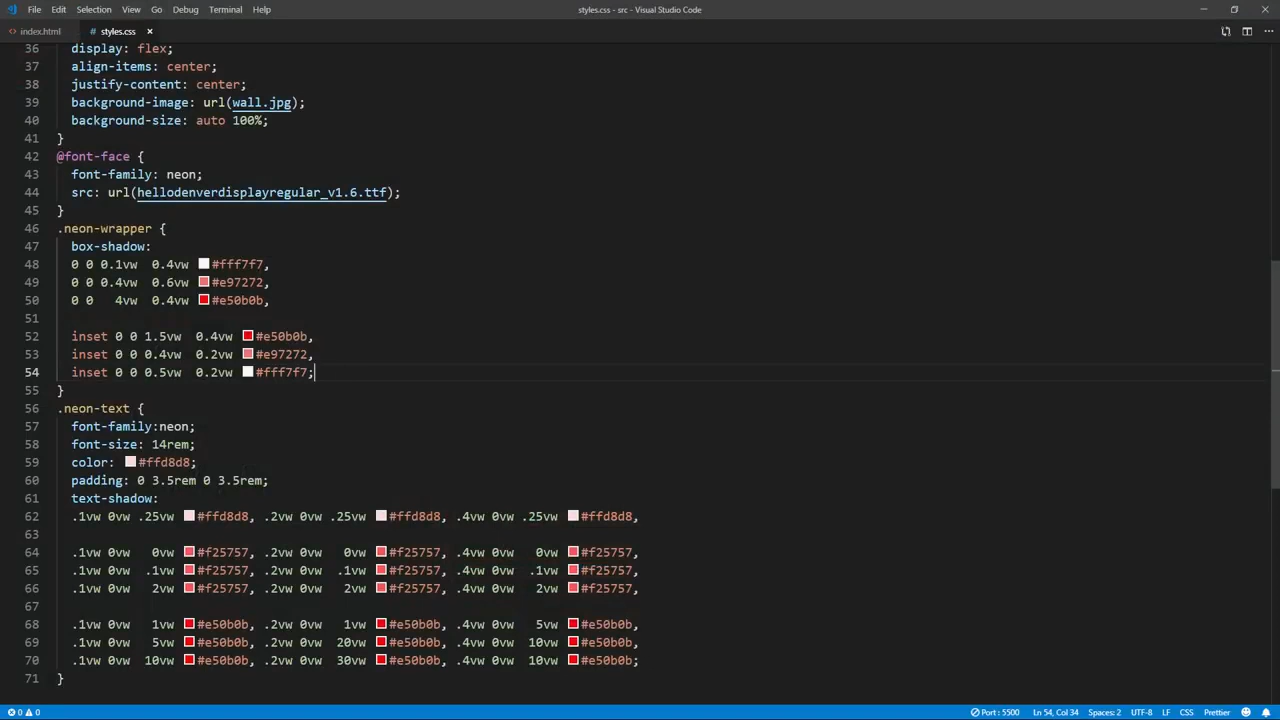 File Edit Selection View Go Debug Terminal Help
styles.css - src - Visual Studio Code
index.html
styles.css
36 display: flex;
37 align-items: center;
38 justify-content: center;
39 background-image: url(wall.jpg);
40 background-size: auto 100%;
41 }
42 @font-face {
43 font-family: neon;
44 src: url(hellodenverdisplayregular_v1.6.ttf);
45 }
46 .neon-wrapper {
47 box-shadow:
48 0 0 0.1vw 0.4vw #fff7f7,
49 0 0 0.4vw 0.6vw #e97272,
50 0 0 4vw 0.4vw #e50b0b,
51
52 inset 0 0 1.5vw 0.4vw #e50b0b,
53 inset 0 0 0.4vw 0.2vw #e97272,
54 inset 0 0 0.5vw 0.2vw #fff7f7;
55 }
56 .neon-text {
57 font-family:neon;
58 font-size: 14rem;
59 color: #ffd8d8;
60 padding: 0 3.5rem 0 3.5rem;
61 text-shadow:
62 .1vw 0vw .25vw #ffd8d8, .2vw 0vw .25vw #ffd8d8, .4vw 0vw .25vw #ffd8d8,
63
64 .1vw 0vw 0vw #f25757, .2vw 0vw 0vw #f25757, .4vw 0vw 0vw #f25757,
65 .1vw 0vw .1vw #f25757, .2vw 0vw .1vw #f25757, .4vw 0vw .1vw #f25757,
66 .1vw 0vw 2vw #f25757, .2vw 0vw 2vw #f25757, .4vw 0vw 2vw #f25757,
67
68 .1vw 0vw 1vw #e50b0b, .2vw 0vw 1vw #e50b0b, .4vw 0vw 5vw #e50b0b,
69 .1vw 0vw 5vw #e50b0b, .2vw 0vw 20vw #e50b0b, .4vw 0vw 10vw #e50b0b,
70 .1vw 0vw 10vw #e50b0b, .2vw 0vw 30vw #e50b0b, .4vw 0vw 10vw #e50b0b;
71 }
0 0 Port : 5500 Ln 54, Col 34 Spaces: 2 UTF-8 LF CSS Prettier